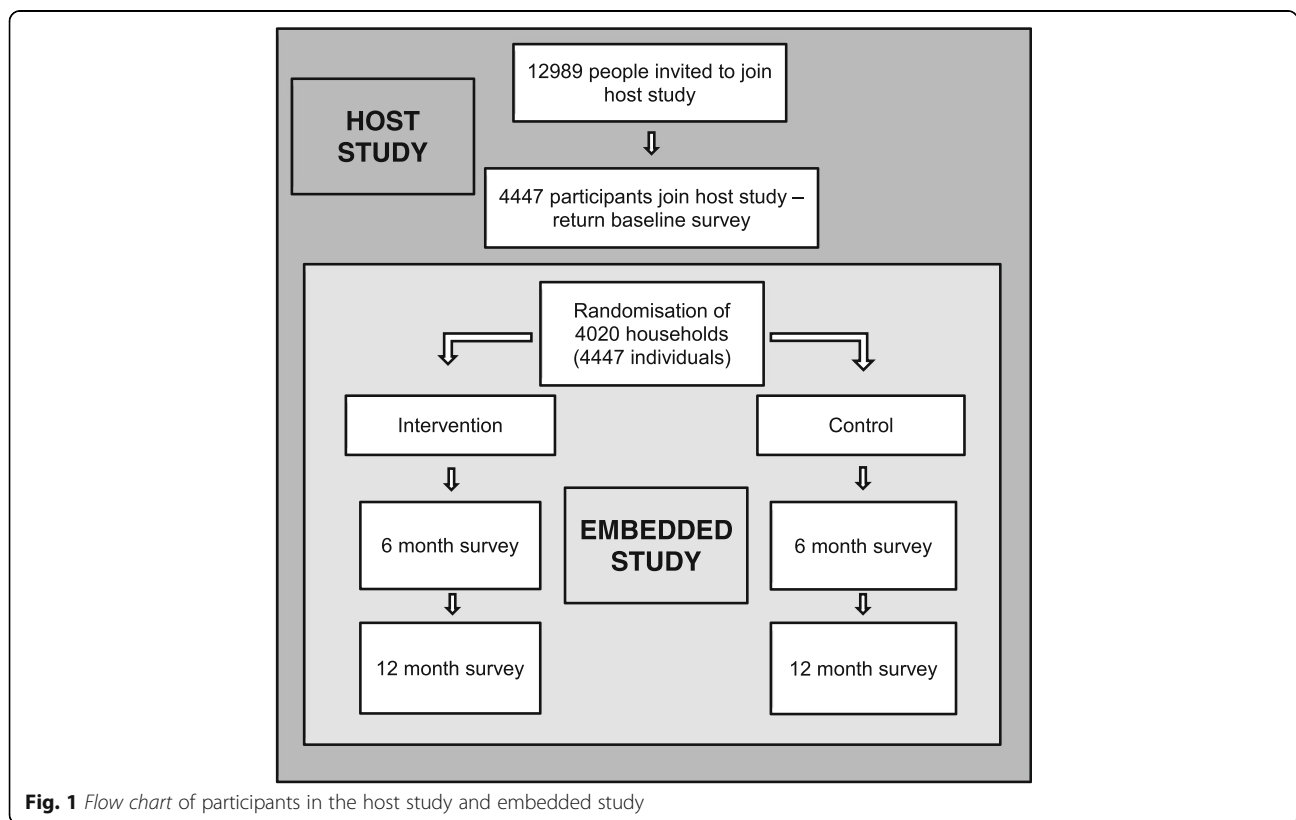 12989 people invited to join
host study
HOST
STUDY
4447 participants join host study –
return baseline survey
Randomisation of
4020 households
(4447 individuals)
Intervention
Control
6 month survey
EMBEDDED
STUDY
6 month survey
12 month survey
12 month survey
Fig. 1 Flow chart of participants in the host study and embedded study